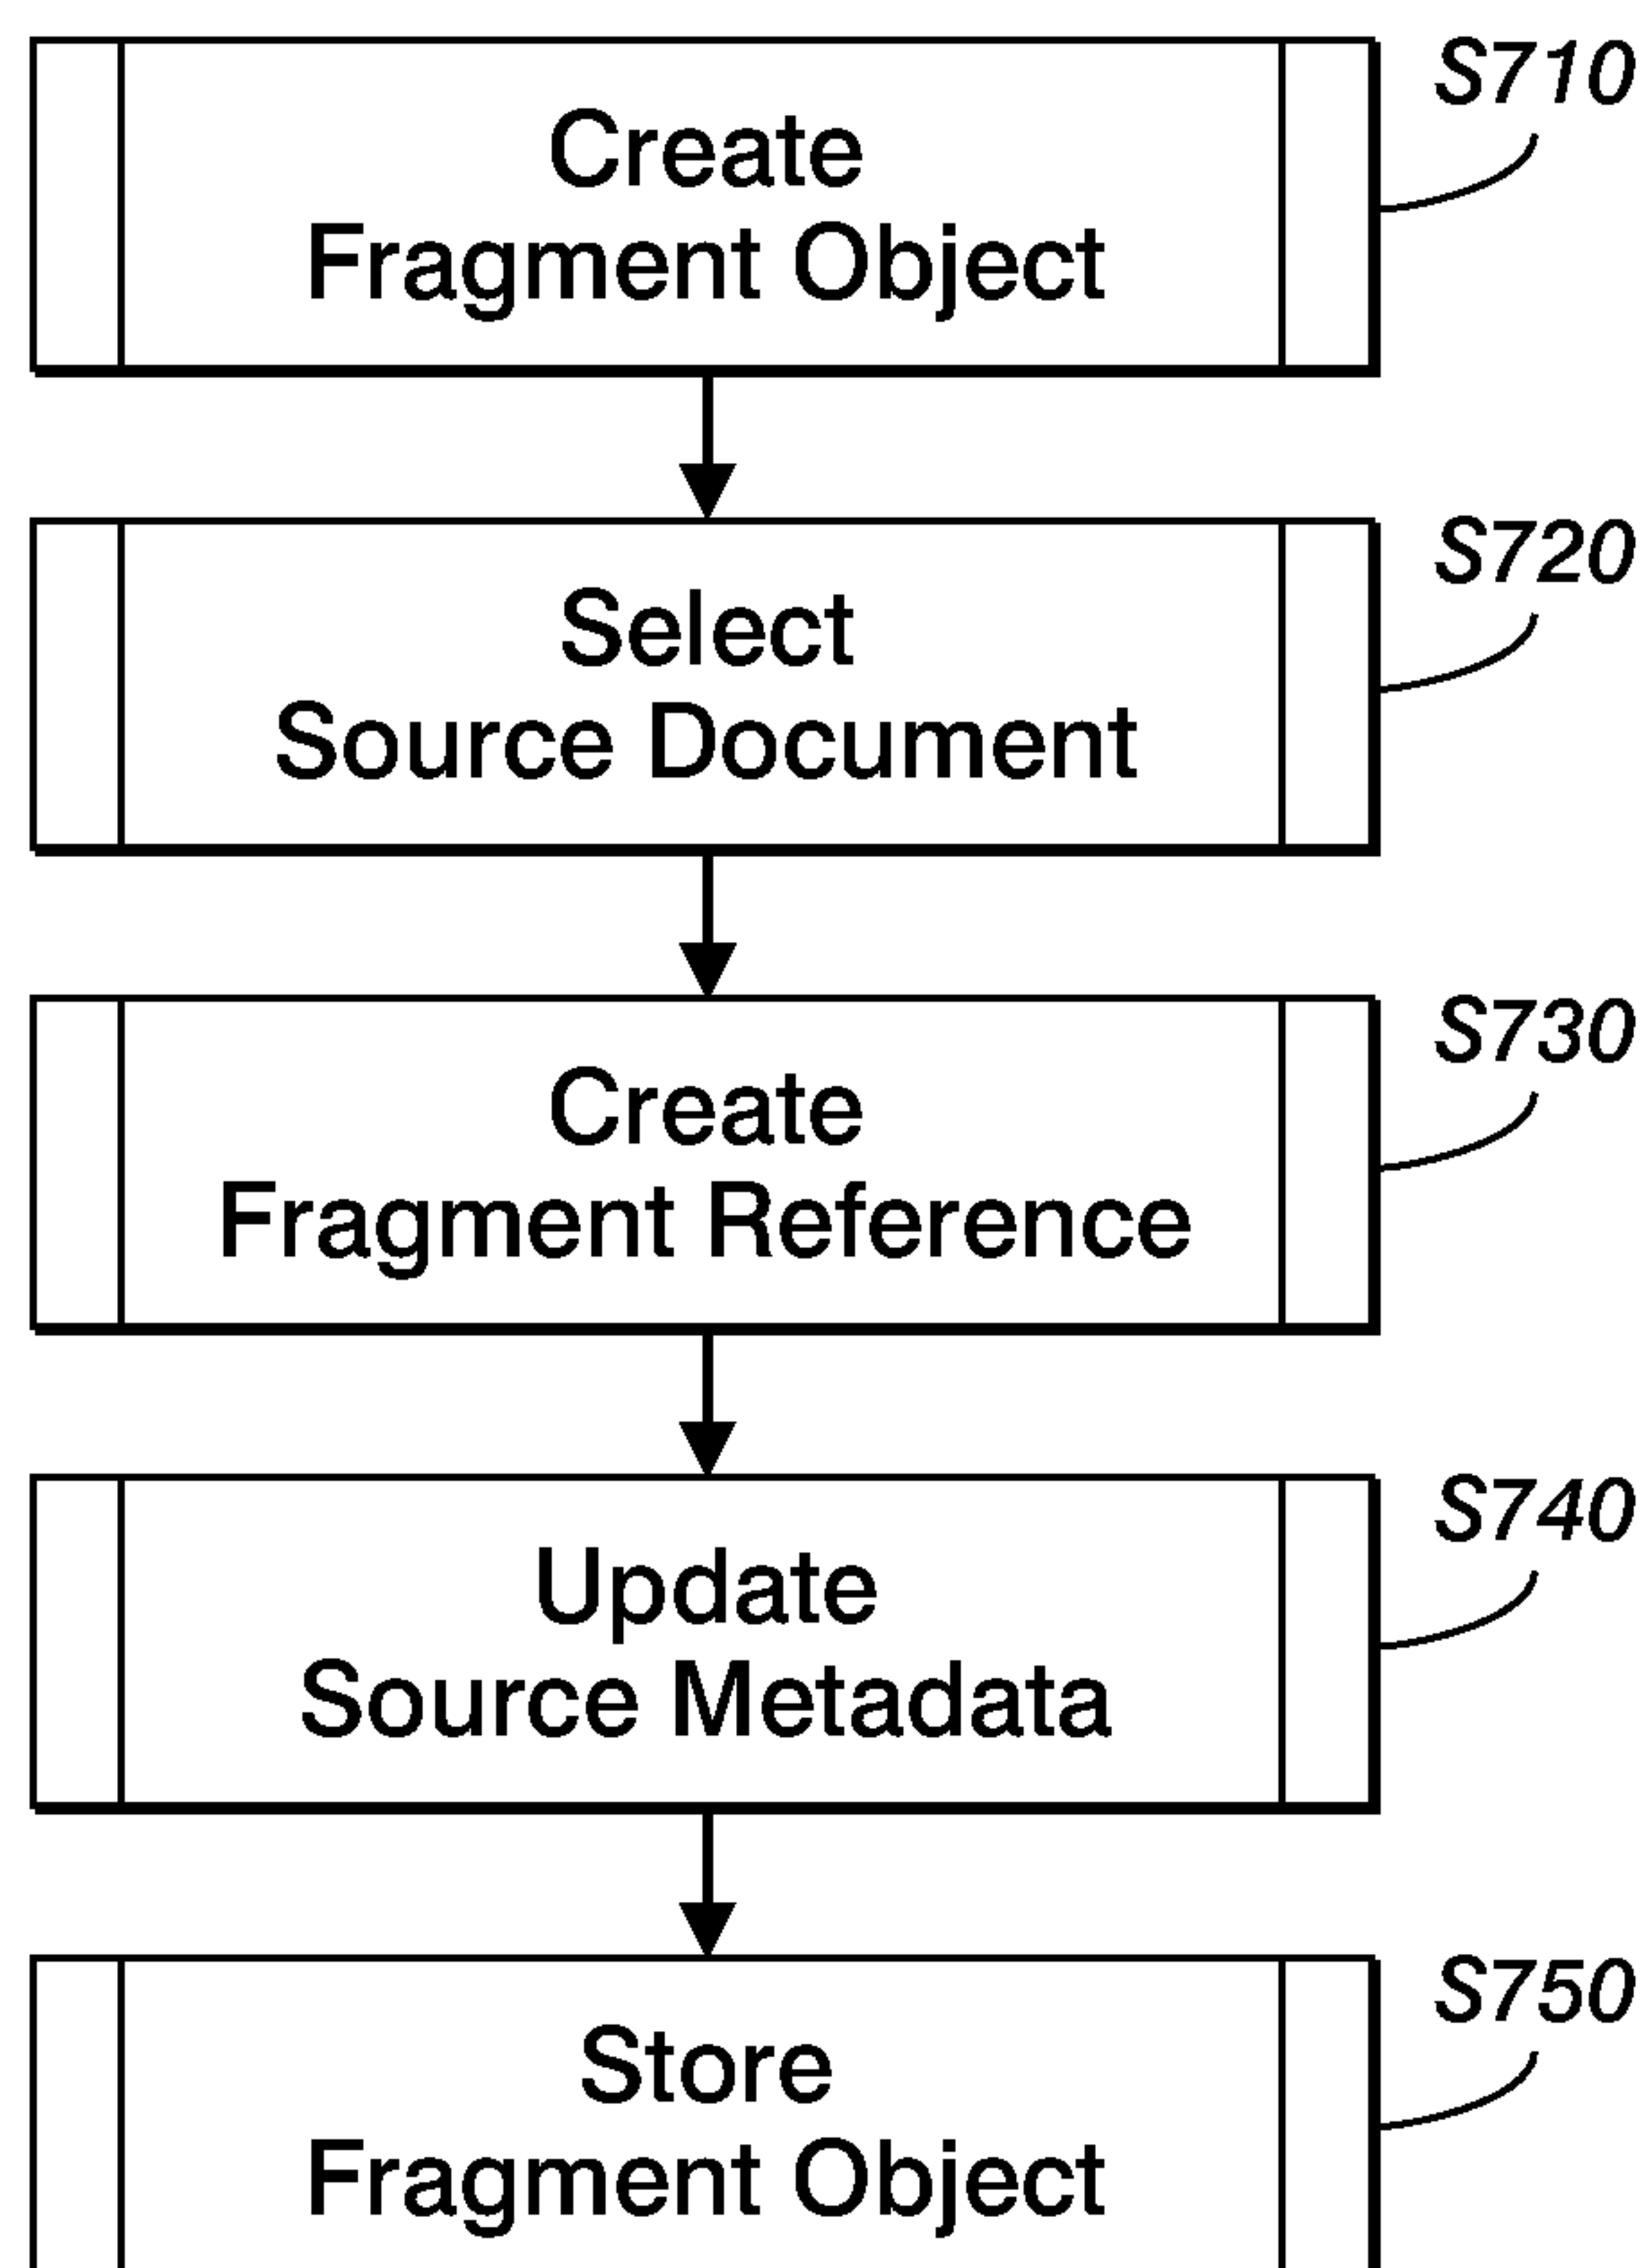 S710
Create
Fragment Object
S720
Select
Source Document
S730
Create
Fragment Reference
S740
Update
Source Metadata
S750
Store
Fragment Object